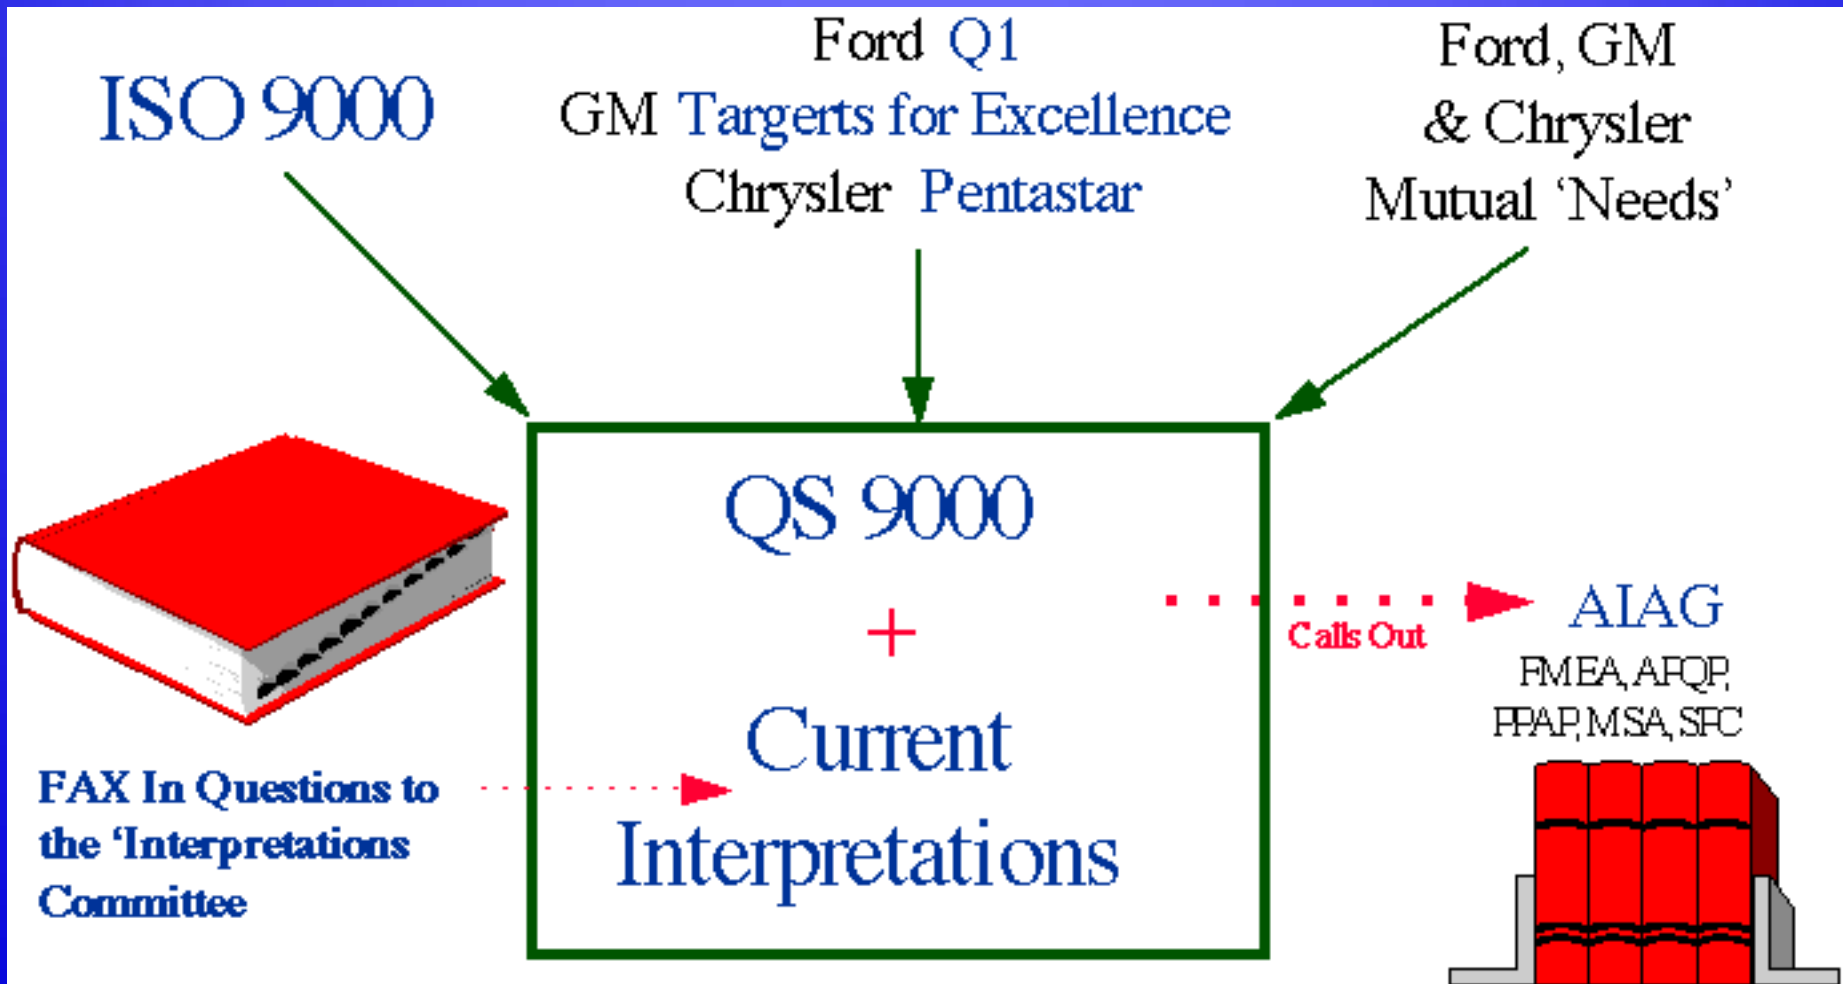 ISO 9000
Ford Q1
GM Targerts for Excellence
Chrysler Pentastar
Ford, GM
& Chrysler
Mutual ‘Needs’
QS 9000
+
Current
Interpretations
Calls Out
AIAG
FMEA, APQP,
PPAP, MSA, SPC
FAX In Questions to
the ‘Interpretations
Committee